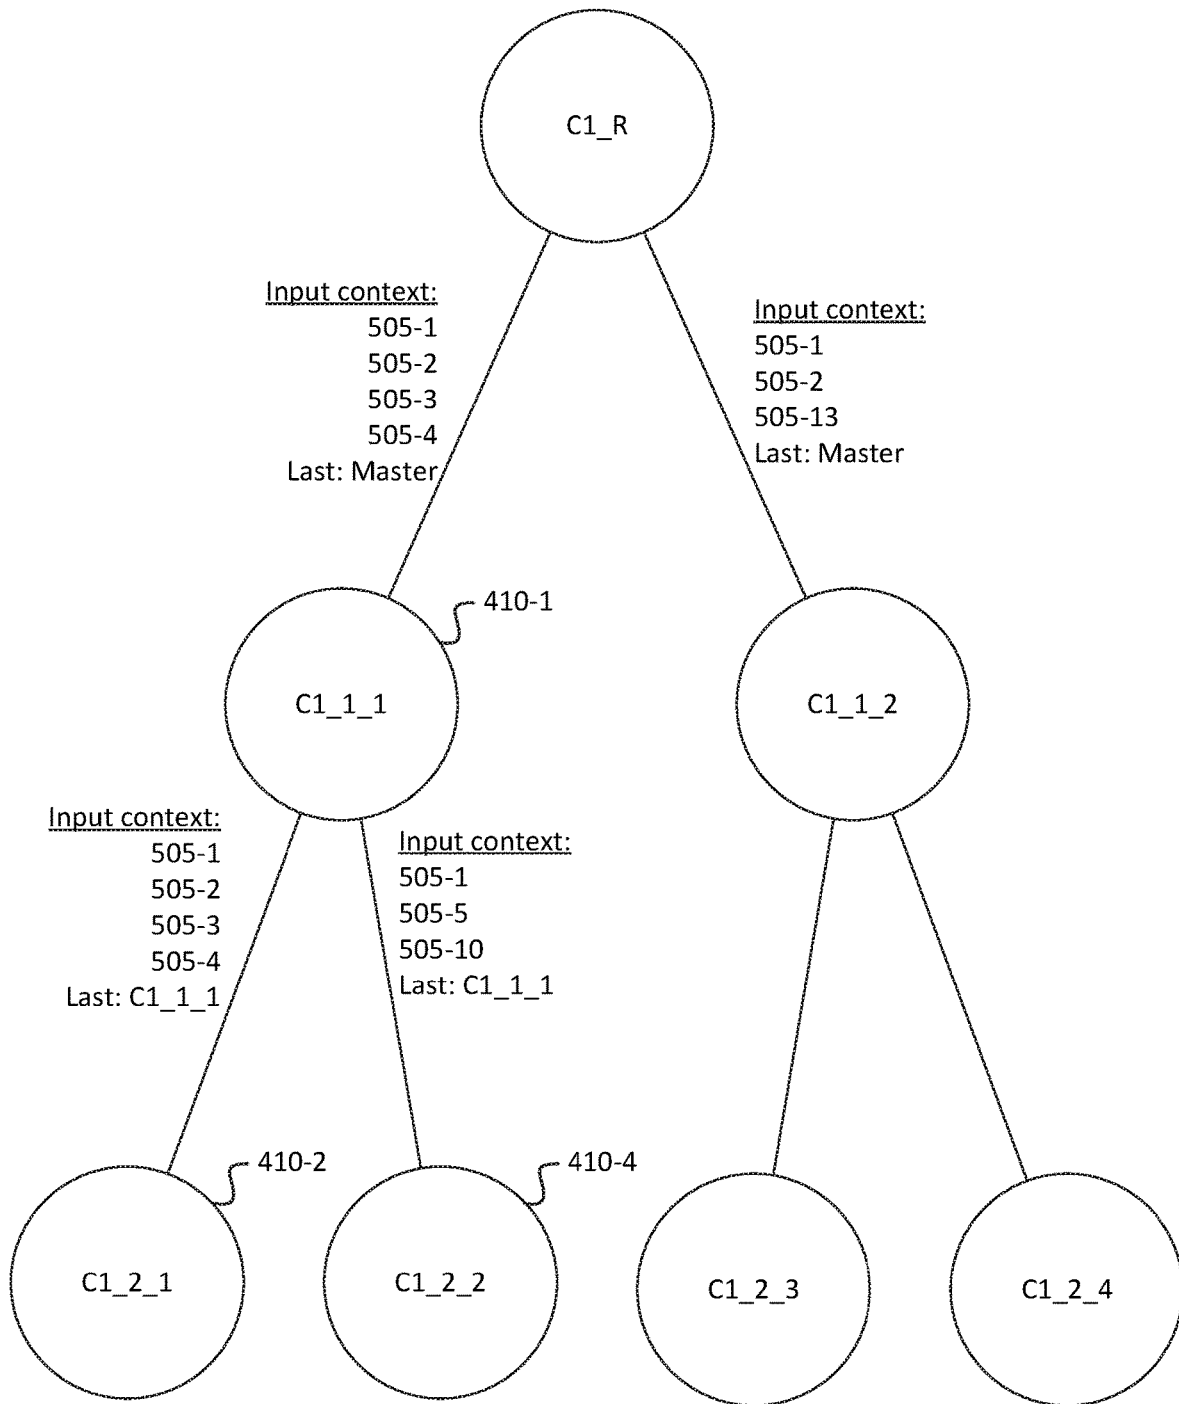 C1_R
Input context:
505-1
505-2
505-3
505-4
Last: Master
Input context:
505-1
505-2
505-13
Last: Master
410-1
C1_1_1
C1_1_2
Input context:
505-1
505-2
505-3
505-4
Last: C1_1_1
Input context:
505-1
505-5
505-10
Last: C1_1_1
410-2
410-4
C1_2_1
C1_2_2
C1_2_3
C1_2_4